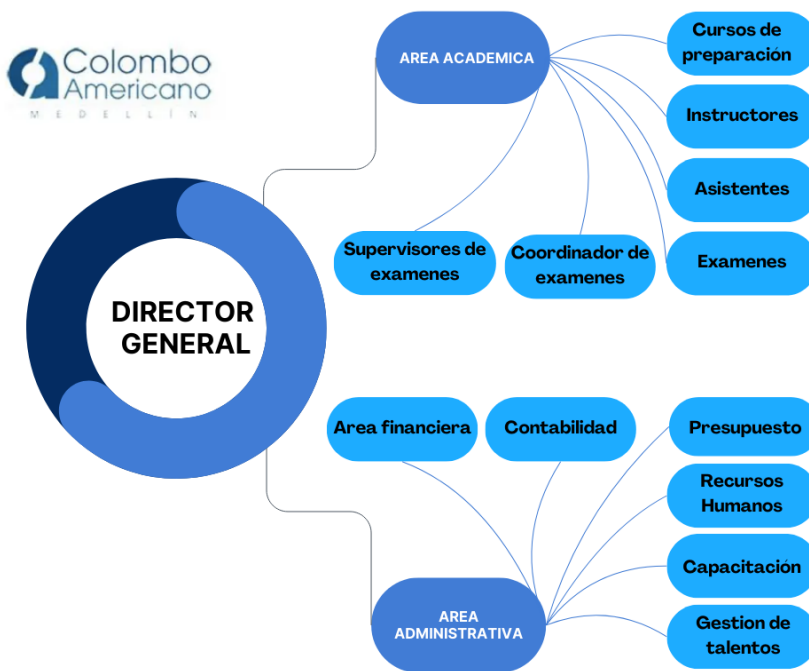 Colombo
Americano
MEDELLÍN
AREA ACADEMICA
Cursos de
preparación
Instructores
Asistentes
Examenes
Supervisores de
examenes
Coordinador de
examenes
DIRECTOR
GENERAL
Area financiera
Contabilidad
Presupuesto
Recursos
Humanos
Capacitación
Gestion de
talentos
AREA
ADMINISTRATIVA